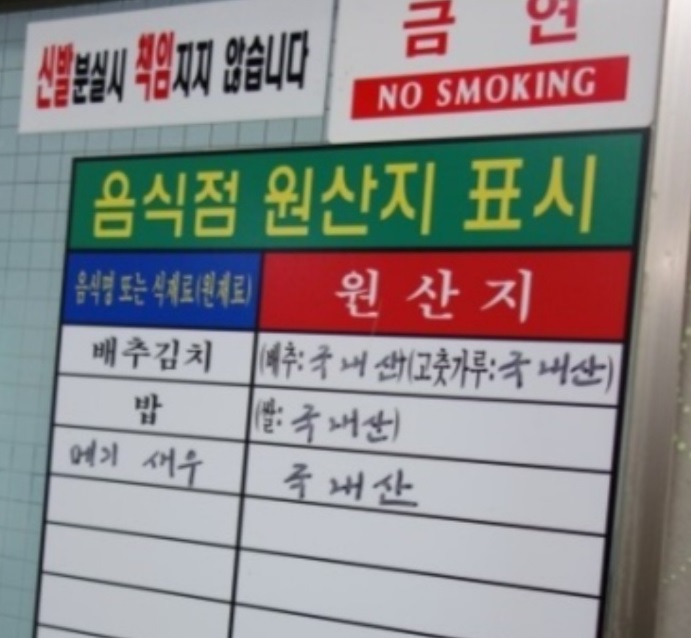 신발분실시 책임지지 않습니다
금 연
NO SMOKING
음식점 원산지 표시
음식명 또는 식재료(원재료)
원 산 지
배추김치
(배추: 국내산)(고춧가루: 국내산)
밥
(쌀: 국내산)
메기 새우
국내산